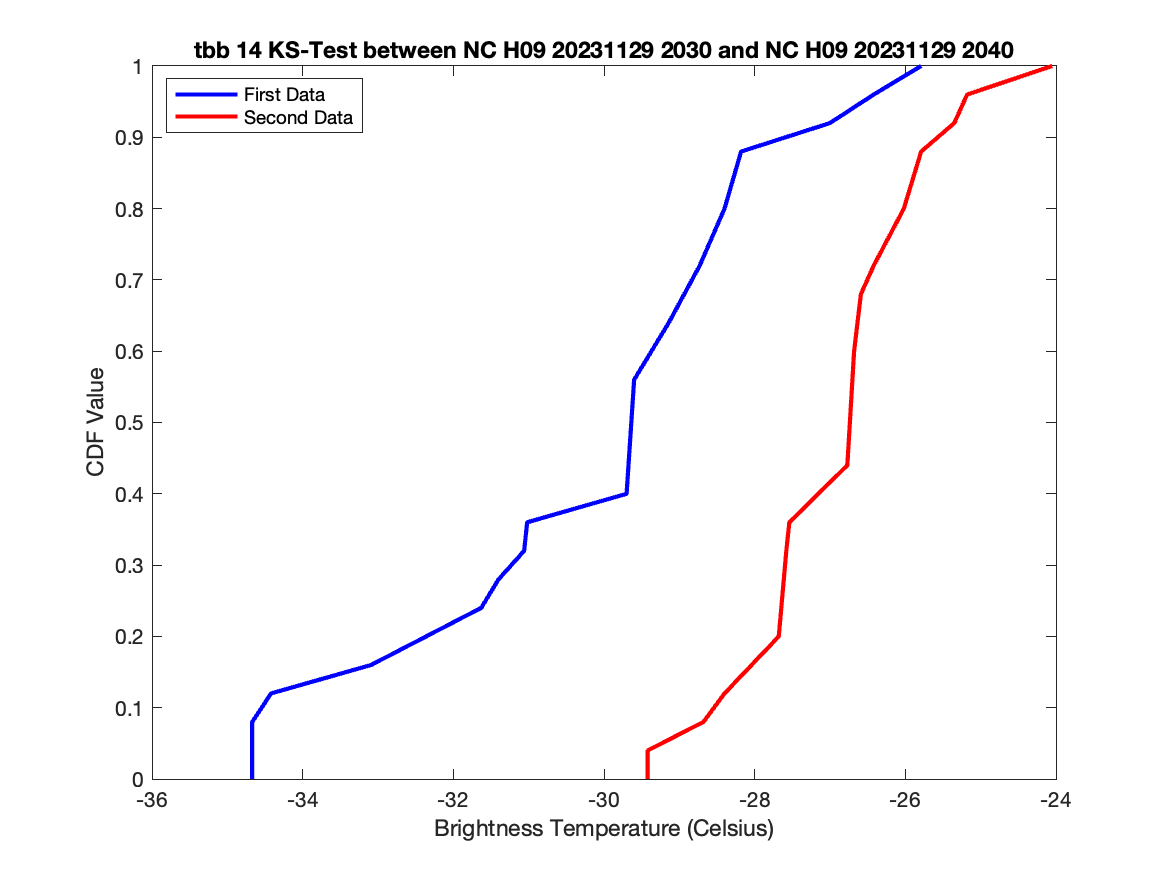 tbb 14 KS-Test between NC H09 20231129 2030 and NC H09 20231129 2040
First Data
Second Data
1
0.9
0.8
0.7
0.6
0.5
0.4
0.3
0.2
0.1
0
CDF Value
-36 -34 -32 -30 -28 -26 -24
Brightness Temperature (Celsius)